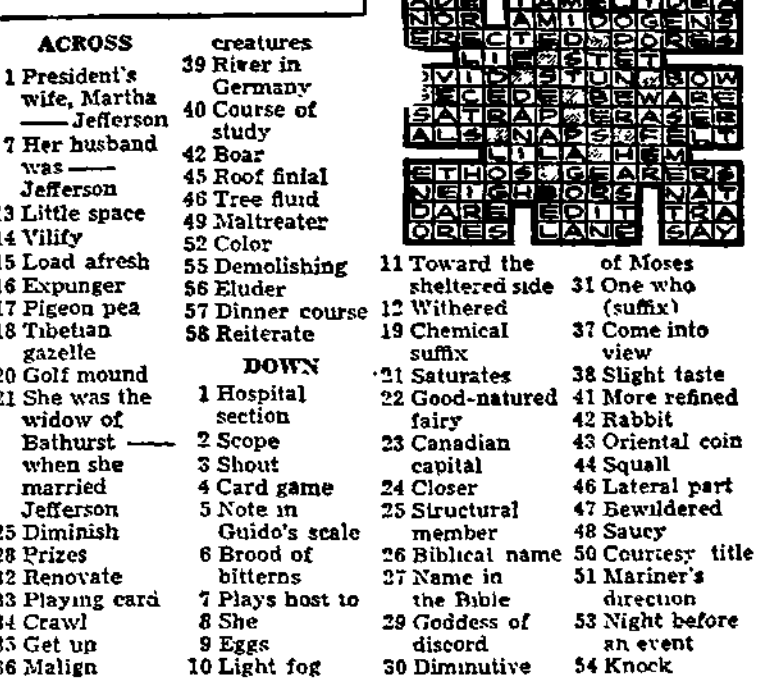 ACROSS
1 President's
wife, Martha
—— Jefferson
7 Her husband
was ——
Jefferson
3 Little space
14 Vilify
15 Load afresh
16 Expunger
17 Pigeon pea
18 Tibetian
gazelle
20 Golf mound
21 She was the
widow of
Bathurst ——
when she
married
Jefferson
25 Diminish
28 Prizes
32 Renovate
33 Playing card
34 Crawl
35 Get up
36 Malign
creatures
39 River in
Germany
40 Course of
study
42 Boar
45 Roof finial
46 Tree fluid
49 Maltreater
52 Color
55 Demolishing
56 Eluder
57 Dinner course
58 Reiterate
DOWN
1 Hospital
section
2 Scope
3 Shout
4 Card game
5 Note in
Guido's scale
6 Brood of
bitterns
7 Plays host to
8 She
9 Eggs
10 Light fog
NOR AMIDOGENS
ERECTED PORES
LIE STET
VID STUN BOW
ECEDE BEWARE
SATRAP ERASER
ALS NAPS FELT
LILA HEM
ETHOS GEARERS
NEIGHBORS NAT
DARE EDIT TRA
ORES LANE SAY
11 Toward the
sheltered side
12 Withered
19 Chemical
suffix
21 Saturates
22 Good-natured
fairy
23 Canadian
capital
24 Closer
25 Structural
member
26 Biblical name
27 Name in
the Bible
29 Goddess of
discord
30 Diminutive
of Moses
31 One who
(suffix)
37 Come into
view
38 Slight taste
41 More refined
42 Rabbit
43 Oriental coin
44 Squall
46 Lateral part
47 Bewildered
48 Saucy
50 Courtesy title
51 Mariner's
direction
53 Night before
an event
54 Knock